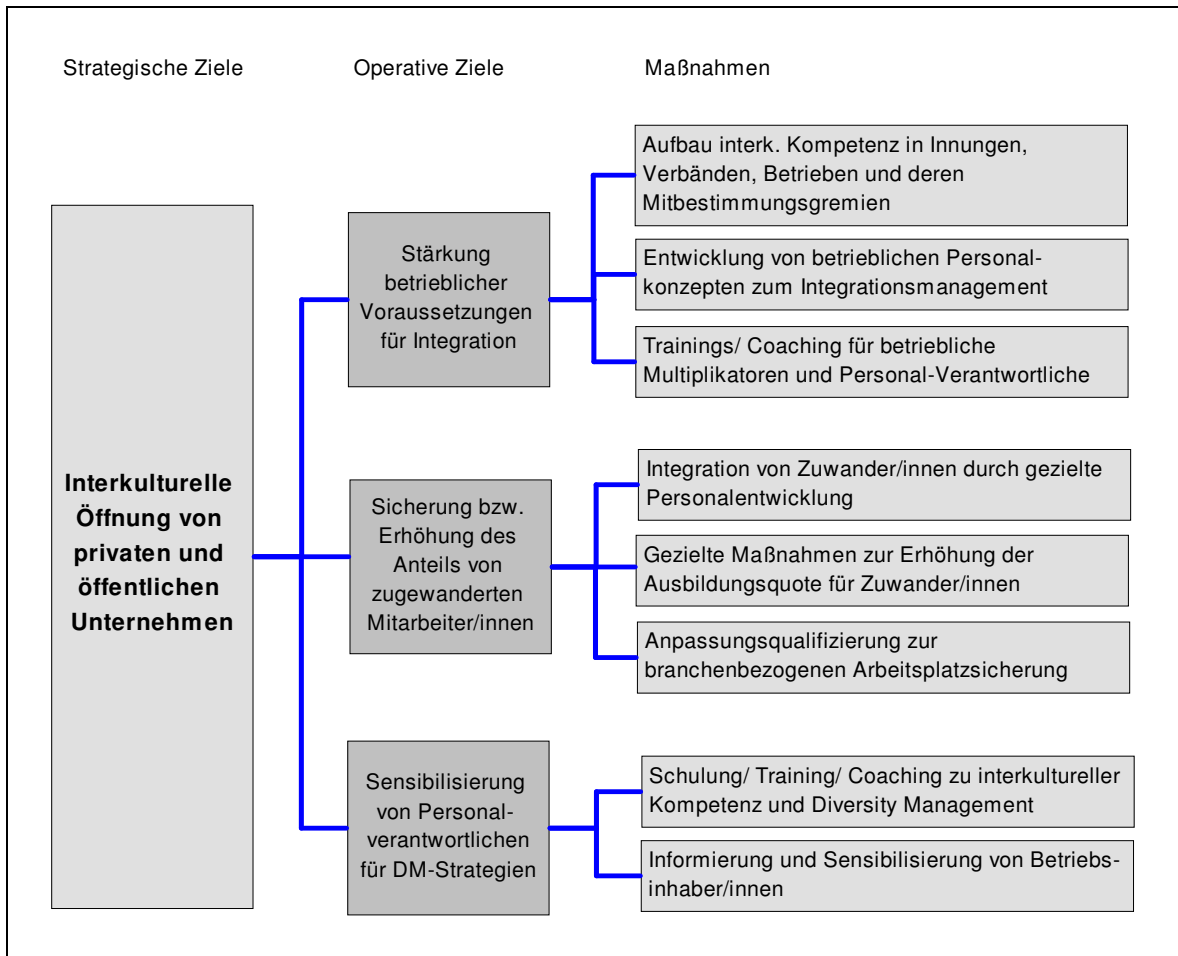 Strategische Ziele
Operative Ziele
Maßnahmen
Interkulturelle
Öffnung von
privaten und
öffentlichen
Unternehmen
Stärkung
betrieblicher
Voraussetzungen
für Integration
Aufbau interk. Kompetenz in Innungen,
Verbänden, Betrieben und deren
Mitbestimmungsgremien
Entwicklung von betrieblichen Personal-
konzepten zum Integrationsmanagement
Trainings/ Coaching für betriebliche
Multiplikatoren und Personal-Verantwortliche
Sicherung bzw.
Erhöhung des
Anteils von
zugewanderten
Mitarbeiter/innen
Integration von Zuwander/innen durch gezielte
Personalentwicklung
Gezielte Maßnahmen zur Erhöhung der
Ausbildungsquote für Zuwander/innen
Anpassungsqualifizierung zur
branchenbezogenen Arbeitsplatzsicherung
Sensibilisierung
von Personal-
verantwortlichen
für DM-Strategien
Schulung/ Training/ Coaching zu interkultureller
Kompetenz und Diversity Management
Informierung und Sensibilisierung von Betriebs-
inhaber/innen